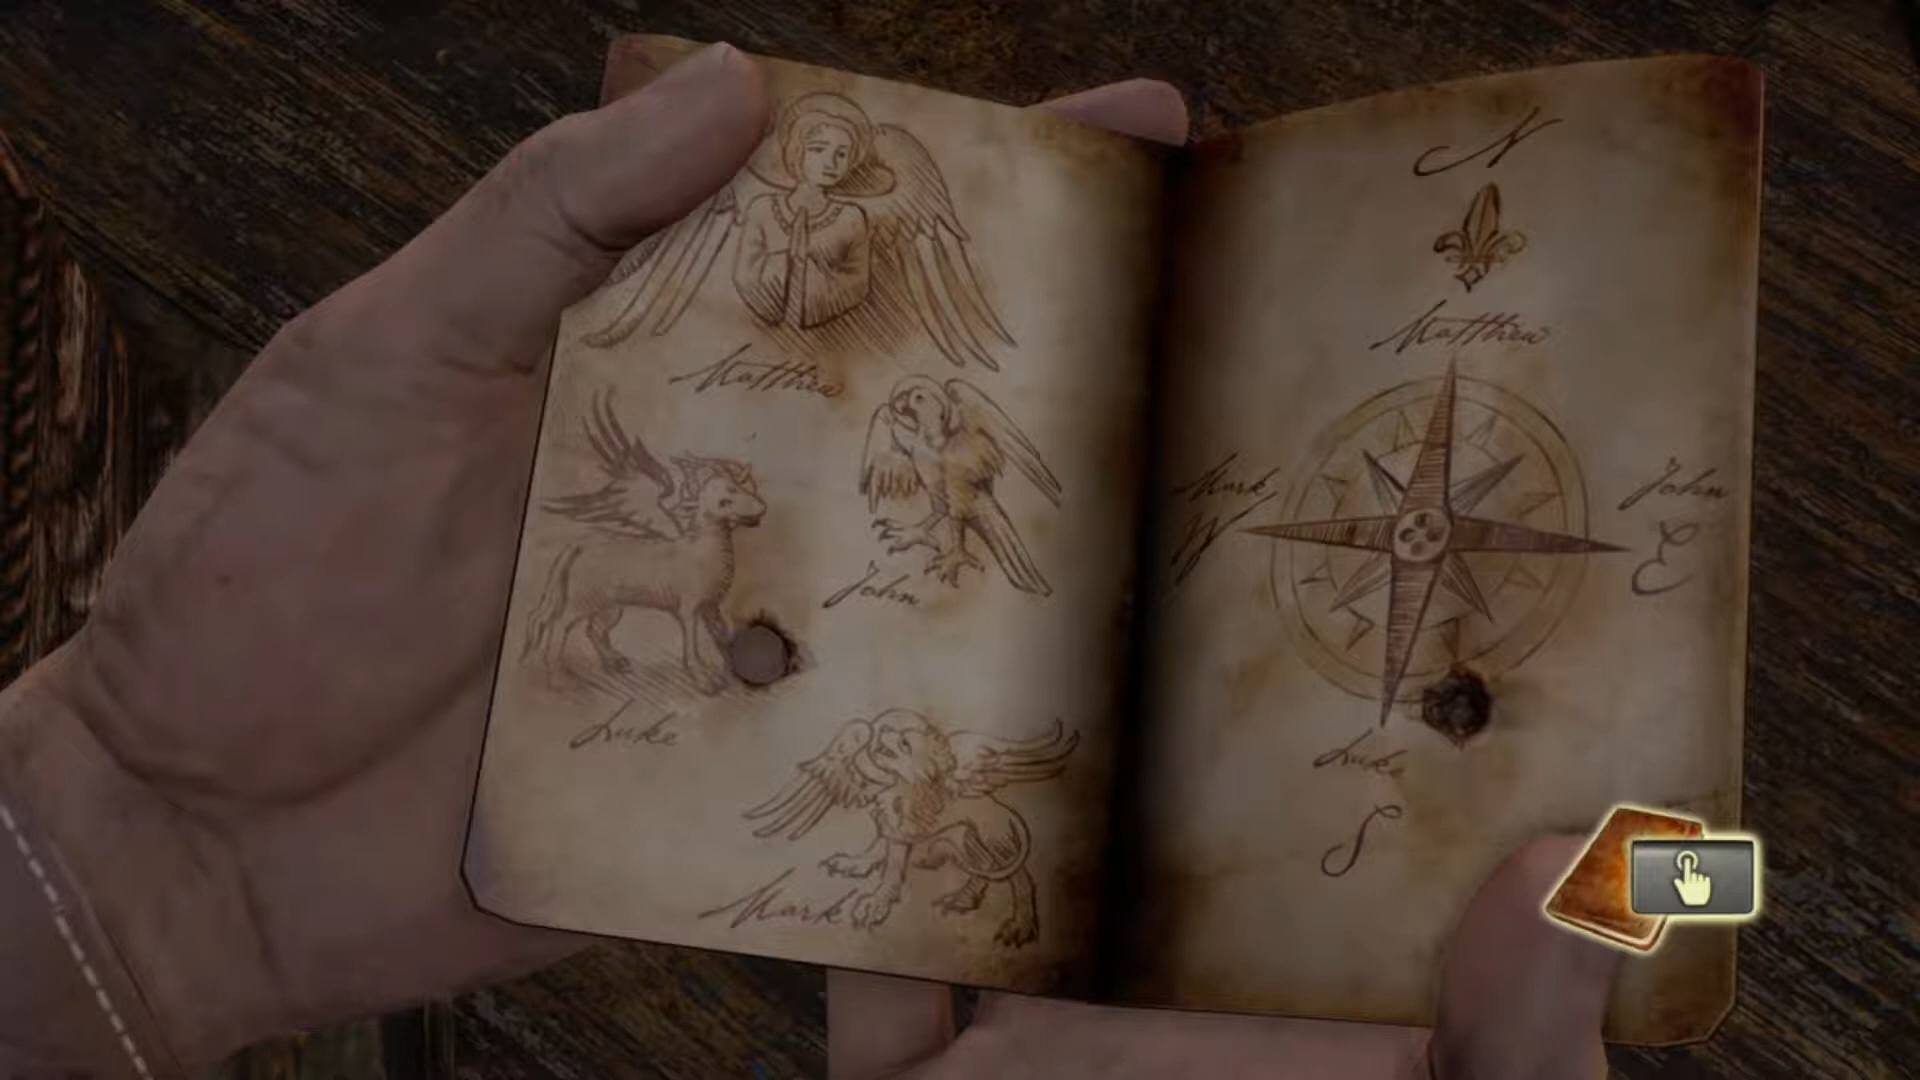 Matthew
John
Luke
Mark
N
Matthew
Mark
W
John
E
Luke
S